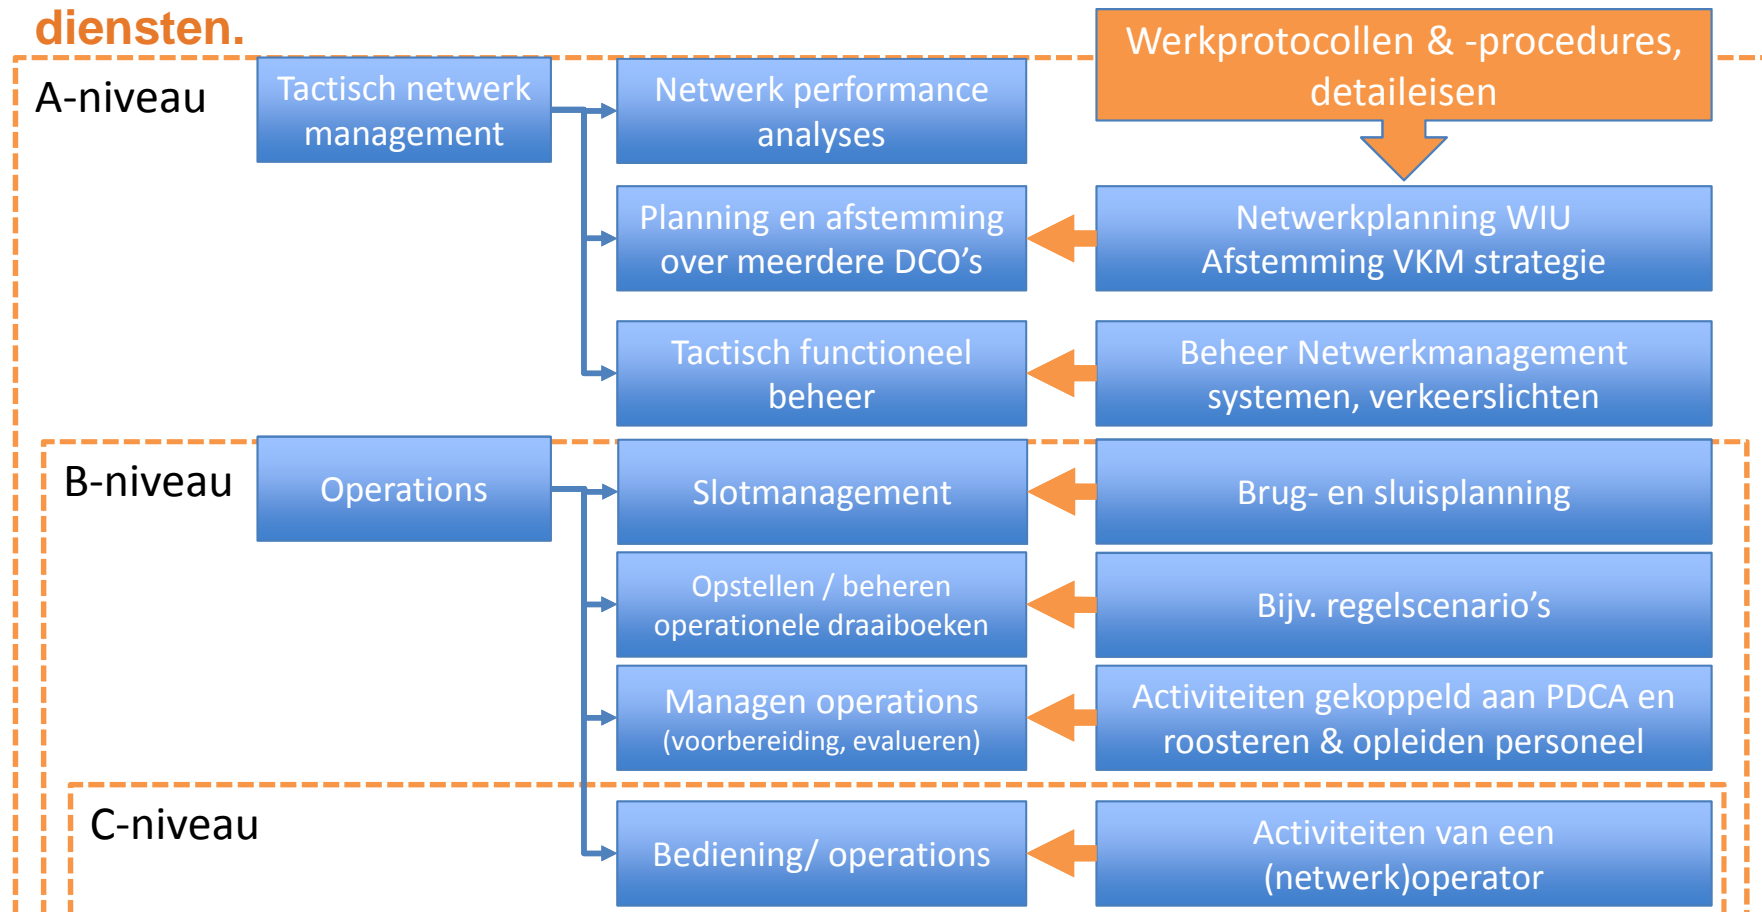 diensten.
Werkprotocollen & -procedures,
detaileisen
A-niveau
Tactisch netwerk
management
Netwerk performance
analyses
Planning en afstemming
over meerdere DCO’s
Netwerkplanning WIU
Afstemming VKM strategie
Tactisch functioneel
beheer
Beheer Netwerkmanagement
systemen, verkeerslichten
B-niveau
Operations
Slotmanagement
Brug- en sluisplanning
Opstellen / beheren
operationele draaiboeken
Bijv. regelscenario’s
Managen operations
(voorbereiding, evalueren)
Activiteiten gekoppeld aan PDCA en
roosteren & opleiden personeel
C-niveau
Bediening/ operations
Activiteiten van een
(netwerk)operator